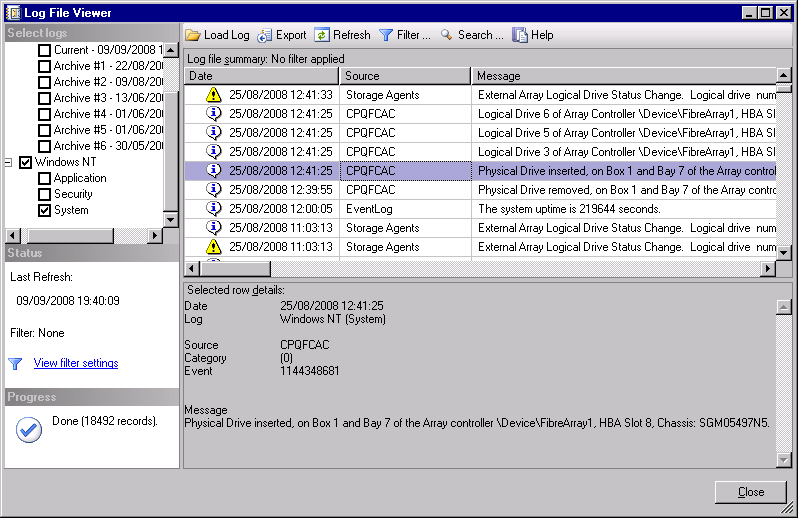 Log File Viewer
Select logs
Current - 09/09/2008 1
Archive #1 - 22/08/200
Archive #2 - 09/08/200
Archive #3 - 13/06/200
Archive #4 - 01/06/200
Archive #5 - 01/06/200
Archive #6 - 30/05/200
Windows NT
Application
Security
System
Status
Last Refresh:
09/09/2008 19:40:09
Filter: None
View filter settings
Progress
Done (18492 records).
Load Log Export Refresh Filter ... Search ... Help
Log file summary: No filter applied
Date Source Message
25/08/2008 12:41:33 Storage Agents External Array Logical Drive Status Change. Logical drive num
25/08/2008 12:41:25 CPQFCAC Logical Drive 6 of Array Controller \Device\FibreArray1, HBA Sl
25/08/2008 12:41:25 CPQFCAC Logical Drive 5 of Array Controller \Device\FibreArray1, HBA Sl
25/08/2008 12:41:25 CPQFCAC Logical Drive 3 of Array Controller \Device\FibreArray1, HBA Sl
25/08/2008 12:41:25 CPQFCAC Physical Drive inserted, on Box 1 and Bay 7 of the Array contro
25/08/2008 12:39:55 CPQFCAC Physical Drive removed, on Box 1 and Bay 7 of the Array contr
25/08/2008 12:00:05 EventLog The system uptime is 219644 seconds.
25/08/2008 11:03:13 Storage Agents External Array Logical Drive Status Change. Logical drive num
25/08/2008 11:03:13 Storage Agents External Array Logical Drive Status Change. Logical drive num
Selected row details:
Date 25/08/2008 12:41:25
Log Windows NT (System)
Source CPQFCAC
Category (0)
Event 1144348681
Message
Physical Drive inserted, on Box 1 and Bay 7 of the Array controller \Device\FibreArray1, HBA Slot 8, Chassis: SGM05497N5.
Close